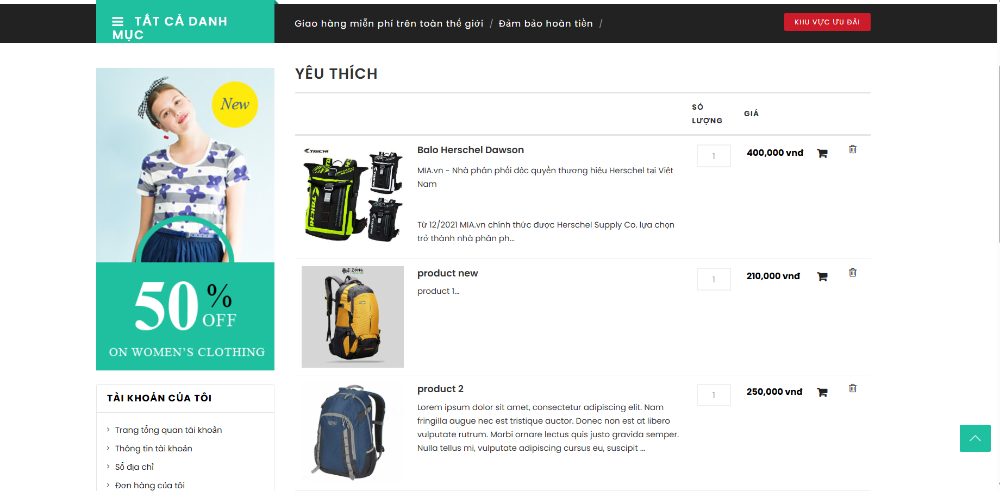 TẤT CẢ DANH
MỤC
Giao hàng miễn phí trên toàn thế giới / Đảm bảo hoàn tiền /
KHU VỰC ƯU ĐÃI
New
50 % OFF
ON WOMEN'S CLOTHING
TÀI KHOẢN CỦA TÔI
Trang tổng quan tài khoản
Thông tin tài khoản
Sổ địa chỉ
Đơn hàng của tôi
YÊU THÍCH
SỐ
LƯỢNG
GIÁ
TAICHI
TAICHI
Balo Herschel Dawson
MIA.vn - Nhà phân phối độc quyền thương hiệu Herschel tại Việt
Nam
Từ 12/2021 MIA.vn chính thức được Herschel Supply Co. lựa chọn
trở thành nhà phân ph...
1
400,000 vnđ
ZONG
product new
product 1...
1
210,000 vnđ
product 2
Lorem ipsum dolor sit amet, consectetur adipiscing elit. Nam
fringilla augue nec est tristique auctor. Donec non est at libero
vulputate rutrum. Morbi ornare lectus quis justo gravida semper.
Nulla tellus mi, vulputate adipiscing cursus eu, suscipit ...
1
250,000 vnđ